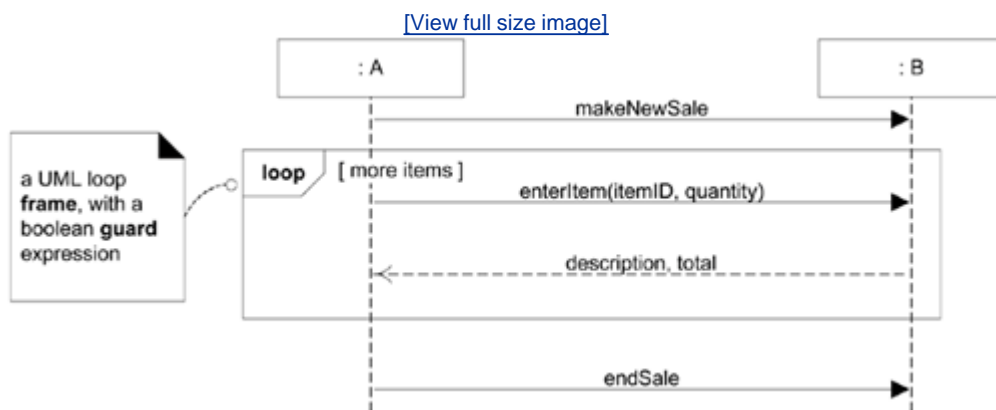 [View full size image]
: A
: B
makeNewSale
a UML loop
frame, with a
boolean guard
expression
loop
[ more items ]
enterItem(itemID, quantity)
description, total
endSale